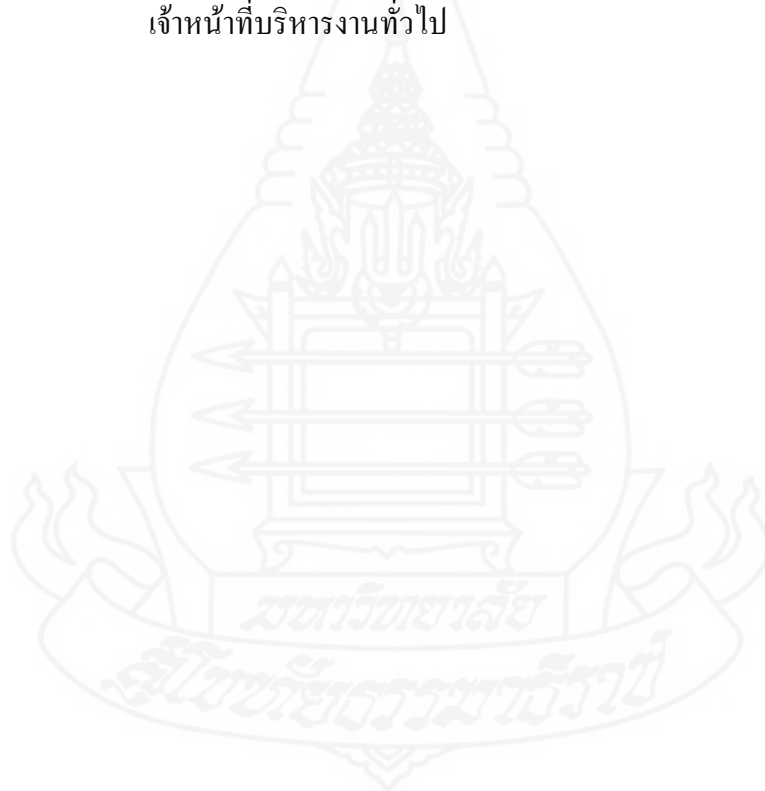 เจ้าหน้าที่บริหารงานทั่วไป
มหาวิทยาลัย
สุโขทัยธรรมาธิราช